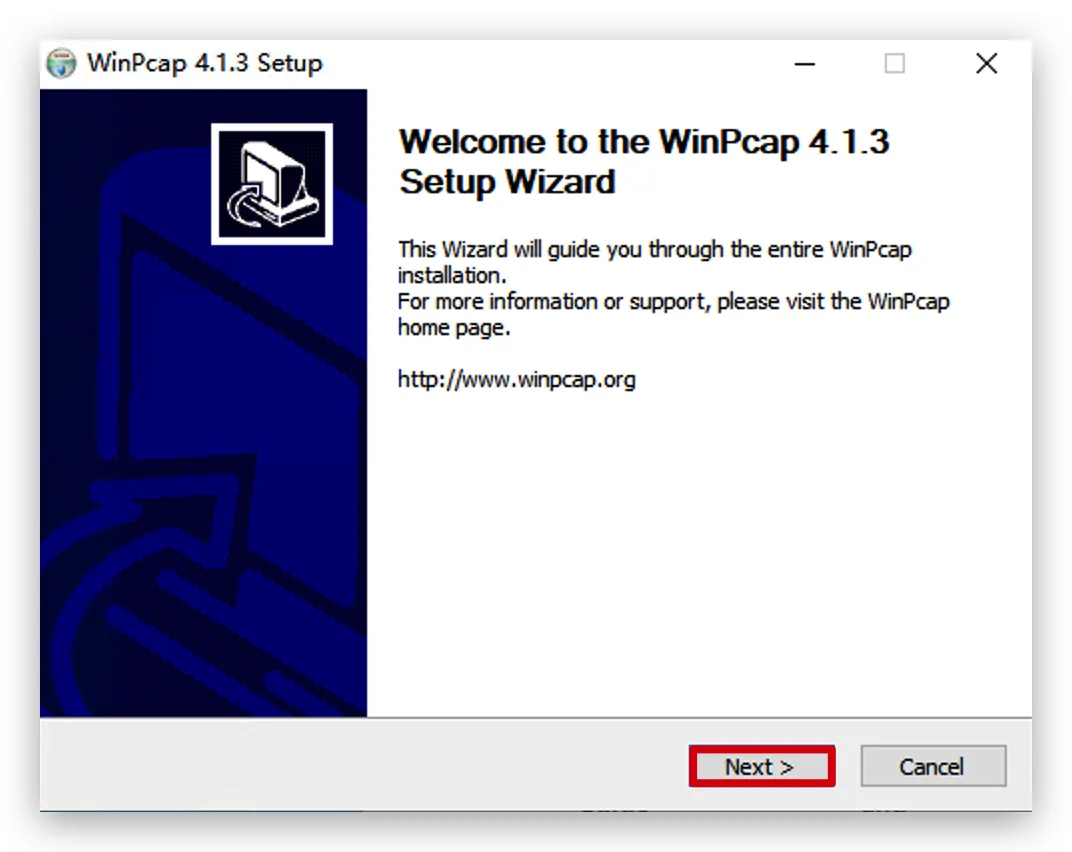 WinPcap 4.1.3 Setup
Welcome to the WinPcap 4.1.3
Setup Wizard
This Wizard will guide you through the entire WinPcap
installation.
For more information or support, please visit the WinPcap
home page.
http://www.winpcap.org
Next >
Cancel